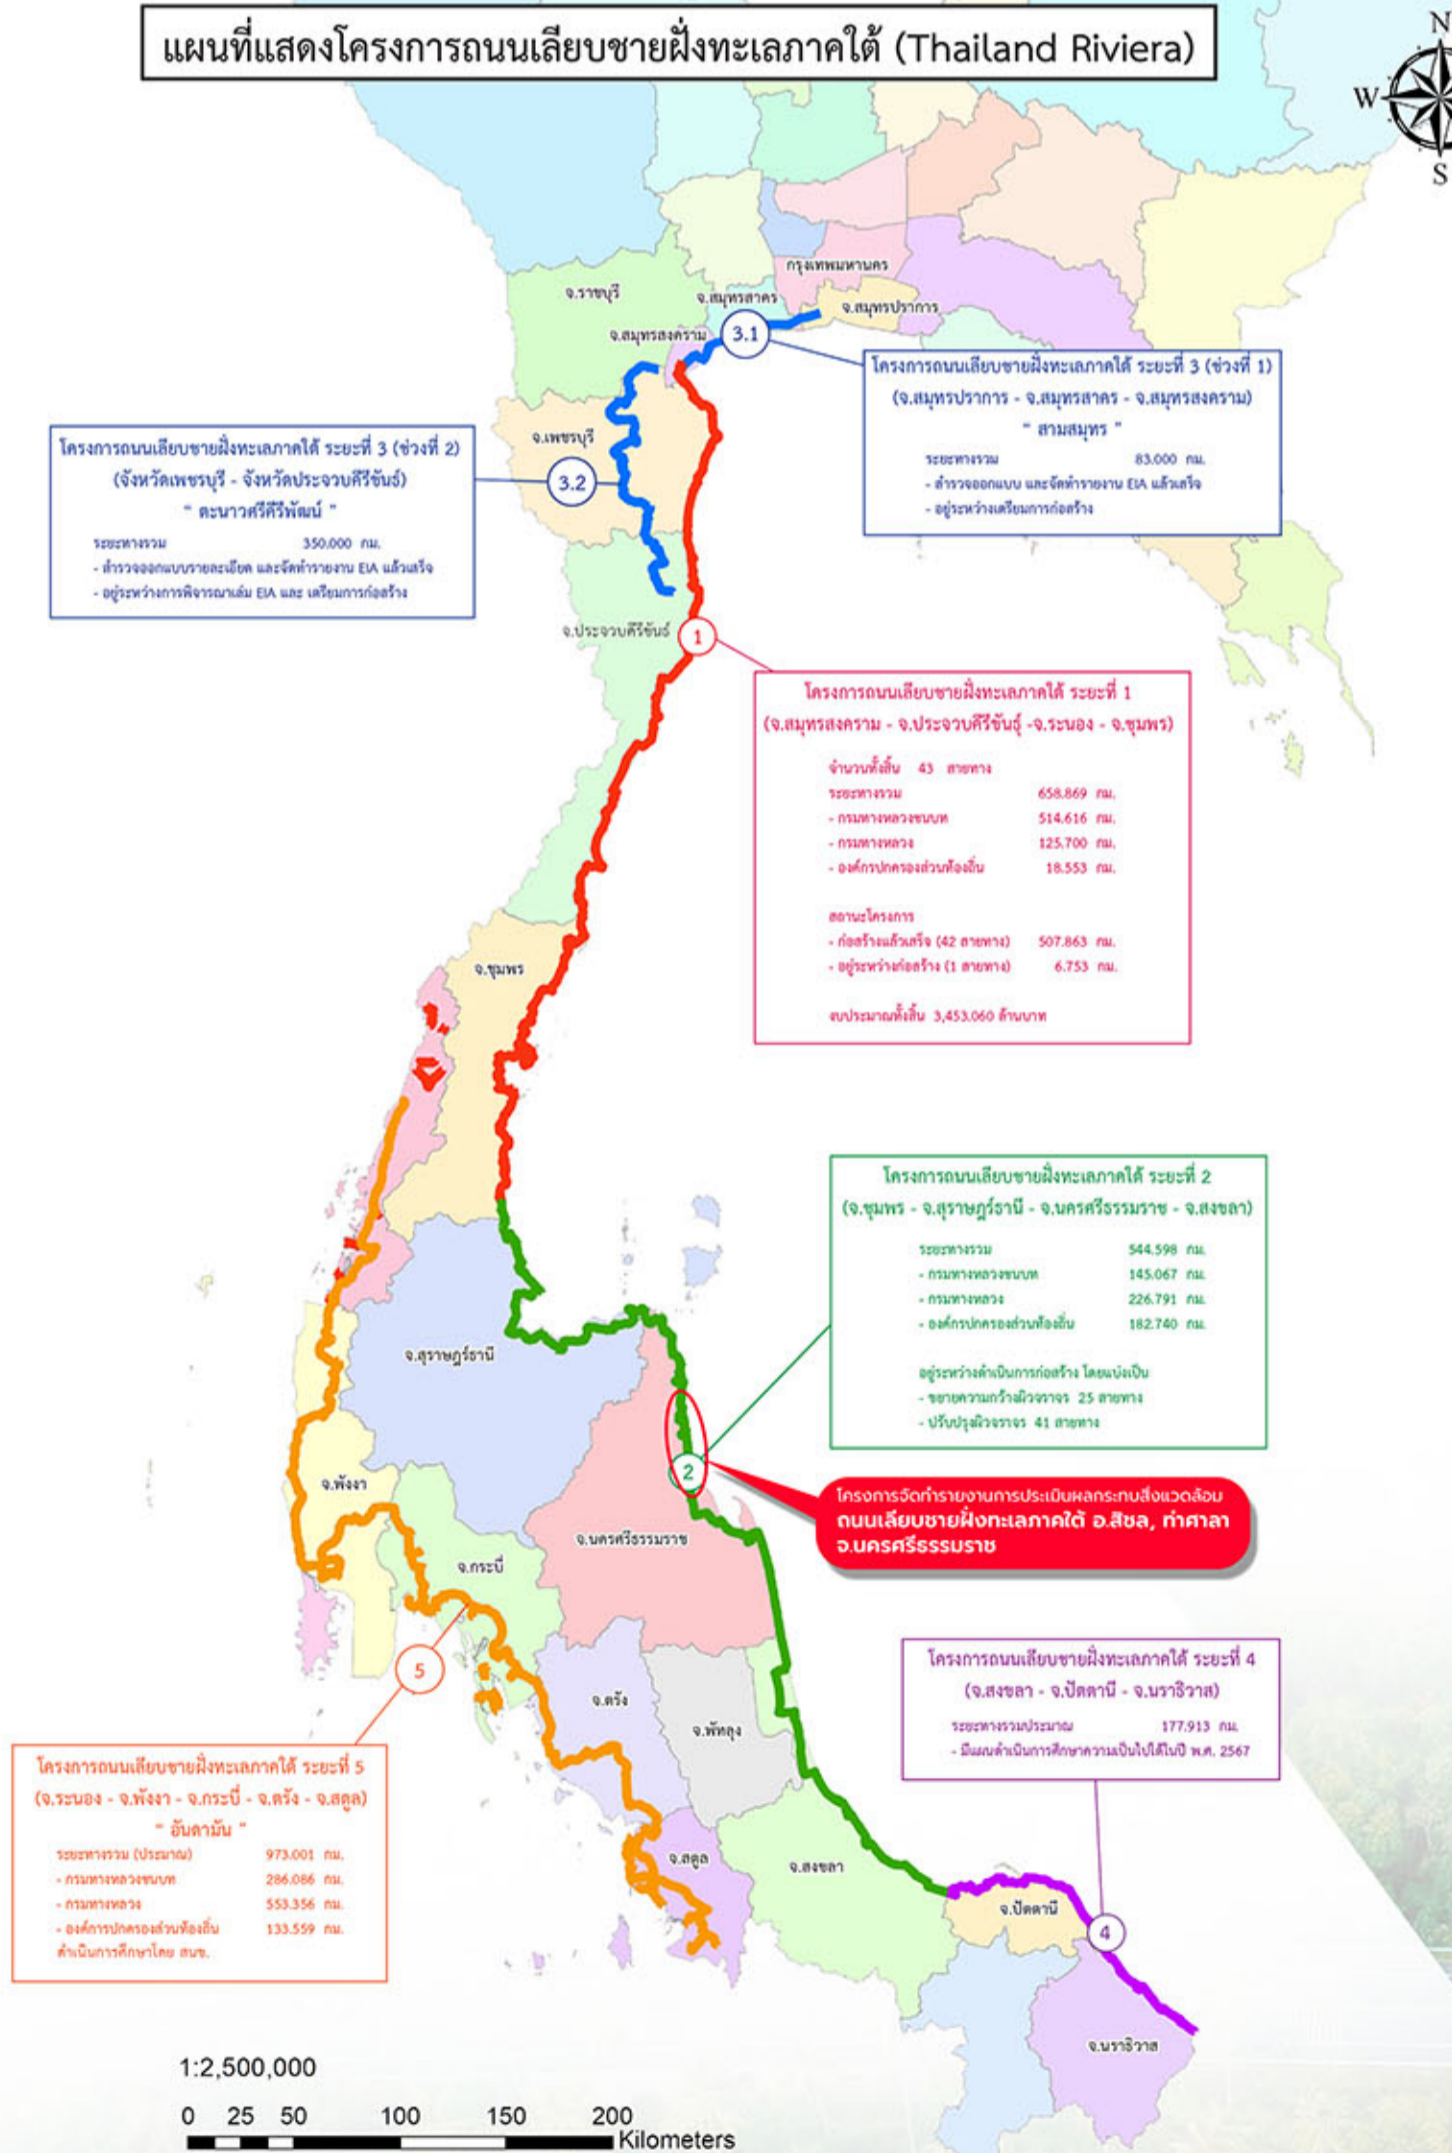 แผนที่แสดงโครงการถนนเลียบชายฝั่งทะเลภาคใต้ (Thailand Riviera)
N
W
S
กรุงเทพมหานคร
จ.ราชบุรี
จ.สมุทรสาคร
จ.สมุทรปราการ
จ.สมุทรสงคราม
3.1
โครงการถนนเลียบชายฝั่งทะเลภาคใต้ ระยะที่ 3 (ช่วงที่ 1)
(จ.สมุทรปราการ - จ.สมุทรสาคร - จ.สมุทรสงคราม)
" สามสมุทร "
ระยะทางรวม 83.000 กม.
- สำรวจออกแบบ และจัดทำรายงาน EIA แล้วเสร็จ
- อยู่ระหว่างเตรียมการก่อสร้าง
จ.เพชรบุรี
3.2
โครงการถนนเลียบชายฝั่งทะเลภาคใต้ ระยะที่ 3 (ช่วงที่ 2)
(จังหวัดเพชรบุรี - จังหวัดประจวบคีรีขันธ์)
" ตะนาวศรีคีรีพัฒน์ "
ระยะทางรวม 350.000 กม.
- สำรวจออกแบบรายละเอียด และจัดทำรายงาน EIA แล้วเสร็จ
- อยู่ระหว่างการพิจารณาเล่ม EIA และ เตรียมการก่อสร้าง
จ.ประจวบคีรีขันธ์
1
โครงการถนนเลียบชายฝั่งทะเลภาคใต้ ระยะที่ 1
(จ.สมุทรสงคราม - จ.ประจวบคีรีขันธุ์ -จ.ระนอง - จ.ชุมพร)
จำนวนทั้งสิ้น 43 สายทาง
ระยะทางรวม 658.869 กม.
- กรมทางหลวงชนบท 514.616 กม.
- กรมทางหลวง 125.700 กม.
- องค์กรปกครองส่วนท้องถิ่น 18.553 กม.
สถานะโครงการ
- ก่อสร้างแล้วเสร็จ (42 สายทาง) 507.863 กม.
- อยู่ระหว่างก่อสร้าง (1 สายทาง) 6.753 กม.
งบประมาณทั้งสิ้น 3,453.060 ล้านบาท
จ.ชุมพร
โครงการถนนเลียบชายฝั่งทะเลภาคใต้ ระยะที่ 2
(จ.ชุมพร - จ.สุราษฎร์ธานี - จ.นครศรีธรรมราช - จ.สงขลา)
ระยะทางรวม 544.598 กม.
- กรมทางหลวงชนบท 145.067 กม.
- กรมทางหลวง 226.791 กม.
- องค์กรปกครองส่วนท้องถิ่น 182.740 กม.
อยู่ระหว่างดำเนินการก่อสร้าง โดยแบ่งเป็น
- ขยายความกว้างผิวจราจร 25 สายทาง
- ปรับปรุงผิวจราจร 41 สายทาง
จ.สุราษฎร์ธานี
2
โครงการจัดทำรายงานการประเมินผลกระทบสิ่งแวดล้อม
ถนนเลียบชายฝั่งทะเลภาคใต้ อ.สิชล, ท่าศาลา
จ.นครศรีธรรมราช
จ.พังงา
จ.นครศรีธรรมราช
จ.กระบี่
5
จ.ตรัง
จ.พัทลุง
โครงการถนนเลียบชายฝั่งทะเลภาคใต้ ระยะที่ 4
(จ.สงขลา - จ.ปัตตานี - จ.นราธิวาส)
ระยะทางรวมประมาณ 177.913 กม.
- มีแผนดำเนินการศึกษาความเป็นไปได้ในปี พ.ศ. 2567
โครงการถนนเลียบชายฝั่งทะเลภาคใต้ ระยะที่ 5
(จ.ระนอง - จ.พังงา - จ.กระบี่ - จ.ตรัง - จ.สตูล)
" อันดามัน "
ระยะทางรวม (ประมาณ) 973.001 กม.
- กรมทางหลวงชนบท 286.086 กม.
- กรมทางหลวง 553.356 กม.
- องค์การปกครองส่วนท้องถิ่น 133.559 กม.
ดำเนินการศึกษาโดย สนข.
จ.สตูล
จ.สงขลา
จ.ปัตตานี
4
จ.นราธิวาส
1:2,500,000
0 25 50 100 150 200
Kilometers